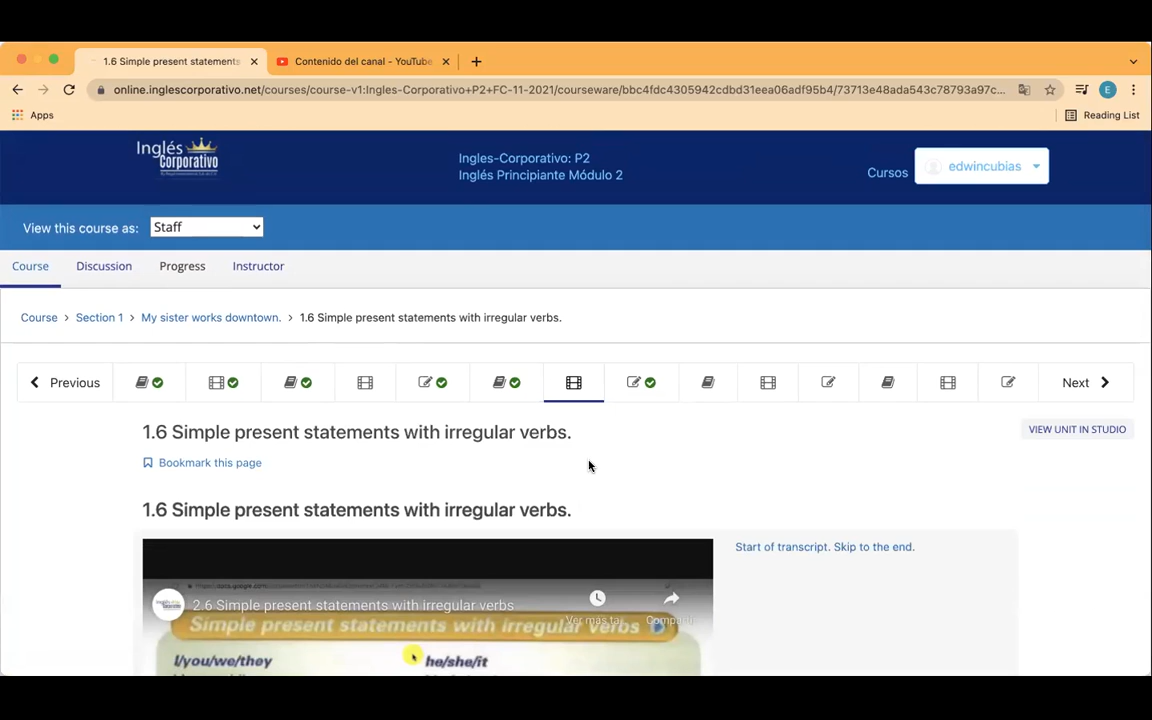 1.6 Simple present statements
Contenido del canal - YouTube
online.inglescorporativo.net/courses/course-v1:Ingles-Corporativo+P2+FC-11-2021/courseware/bbc4fdc4305942cdbd31eea06adf95b4/73713e48ada543c78793a97c...
E
Apps
Reading List
Inglés
Corporativo
Ingles-Corporativo: P2
Inglés Principiante Módulo 2
Cursos
edwincubias
View this course as:
Staff
Course
Discussion
Progress
Instructor
Course > Section 1 > My sister works downtown. > 1.6 Simple present statements with irregular verbs.
Previous
Next
1.6 Simple present statements with irregular verbs.
VIEW UNIT IN STUDIO
Bookmark this page
1.6 Simple present statements with irregular verbs.
Start of transcript. Skip to the end.
2.6 Simple present statements with irregular verbs
Simple present statements with irregular verbs
I/you/we/they
he/she/it